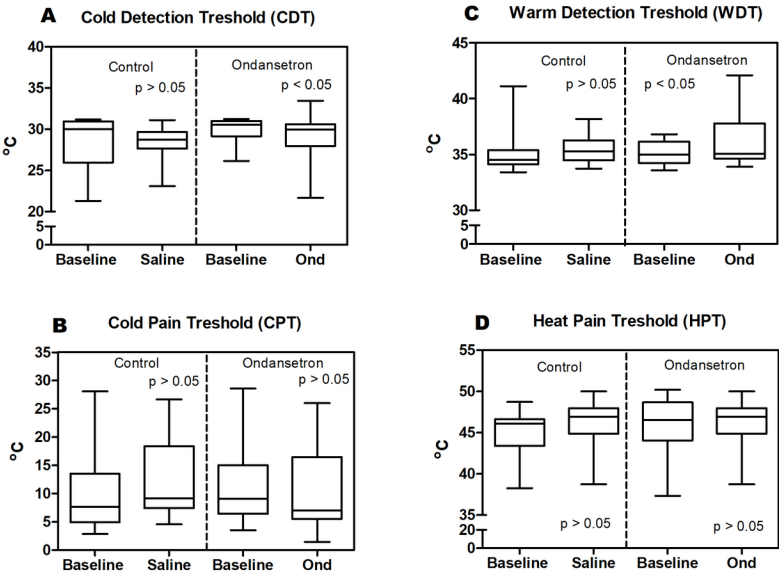 A
Cold Detection Treshold (CDT)
40
35
30
25
20
5
0
°C
Control
p > 0.05
Ondansetron
p < 0.05
Baseline
Saline
Baseline
Ond
C
Warm Detection Treshold (WDT)
45
40
35
30
5
0
°C
Control
p > 0.05
Ondansetron
p < 0.05
Baseline
Saline
Baseline
Ond
B
Cold Pain Treshold (CPT)
35
30
25
20
15
10
5
0
°C
Control
p > 0.05
Ondansetron
p > 0.05
Baseline
Saline
Baseline
Ond
D
Heat Pain Treshold (HPT)
55
50
45
40
35
20
0
°C
Control
p > 0.05
Ondansetron
p > 0.05
Baseline
Saline
Baseline
Ond